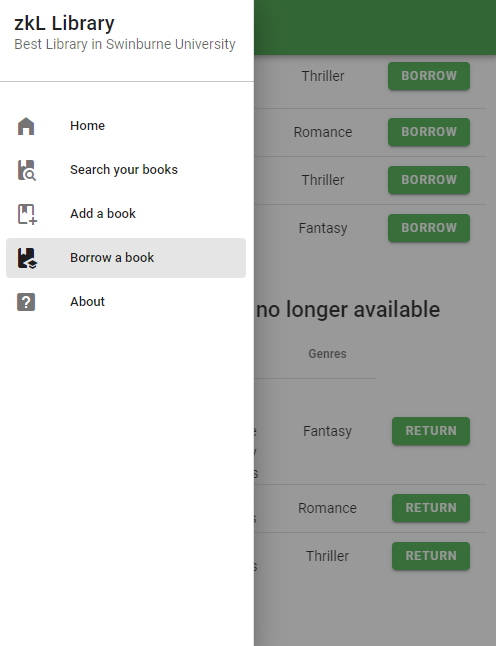 zkL Library
Best Library in Swinburne University
Home
Search your books
Add a book
Borrow a book
About
Thriller BORROW
Romance BORROW
Thriller BORROW
Fantasy BORROW
no longer available
Genres
Fantasy RETURN
Romance RETURN
Thriller RETURN